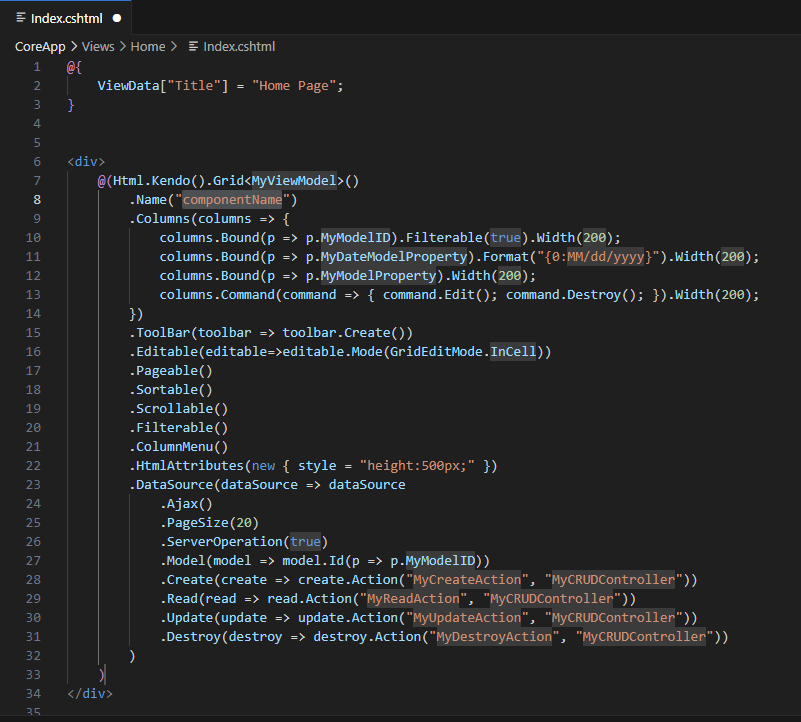 Index.cshtml
CoreApp > Views > Home > Index.cshtml
1 @{
2     ViewData["Title"] = "Home Page";
3 }
4
5
6 <div>
7     @(Html.Kendo().Grid<MyViewModel>()
8         .Name("componentName")
9         .Columns(columns => {
10             columns.Bound(p => p.MyModelID).Filterable(true).Width(200);
11             columns.Bound(p => p.MyDateModelProperty).Format("{0:MM/dd/yyyy}").Width(200);
12             columns.Bound(p => p.MyModelProperty).Width(200);
13             columns.Command(command => { command.Edit(); command.Destroy(); }).Width(200);
14         })
15         .ToolBar(toolbar => toolbar.Create())
16         .Editable(editable=>editable.Mode(GridEditMode.InCell))
17         .Pageable()
18         .Sortable()
19         .Scrollable()
20         .Filterable()
21         .ColumnMenu()
22         .HtmlAttributes(new { style = "height:500px;" })
23         .DataSource(dataSource => dataSource
24             .Ajax()
25             .PageSize(20)
26             .ServerOperation(true)
27             .Model(model => model.Id(p => p.MyModelID))
28             .Create(create => create.Action("MyCreateAction", "MyCRUDController"))
29             .Read(read => read.Action("MyReadAction", "MyCRUDController"))
30             .Update(update => update.Action("MyUpdateAction", "MyCRUDController"))
31             .Destroy(destroy => destroy.Action("MyDestroyAction", "MyCRUDController"))
32         )
33     )
34 </div>
35